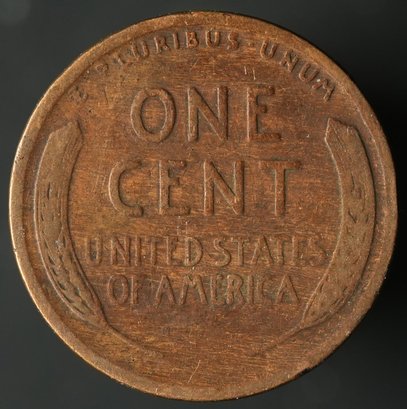 E·PLURIBUS·UNUM
ONE
CENT
UNITED STATES
OF AMERICA